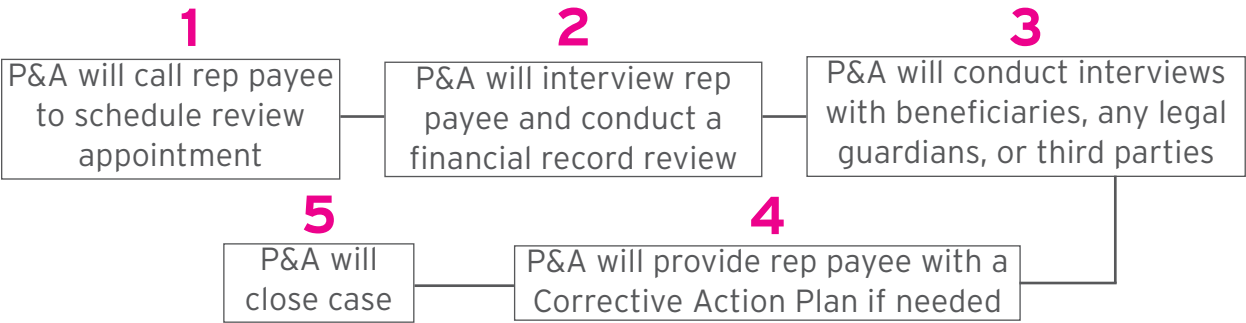 1
P&A will call rep payee
to schedule review
appointment
2
P&A will interview rep
payee and conduct a
financial record review
3
P&A will conduct interviews
with beneficiaries, any legal
guardians, or third parties
4
P&A will provide rep payee with a
Corrective Action Plan if needed
5
P&A will
close case